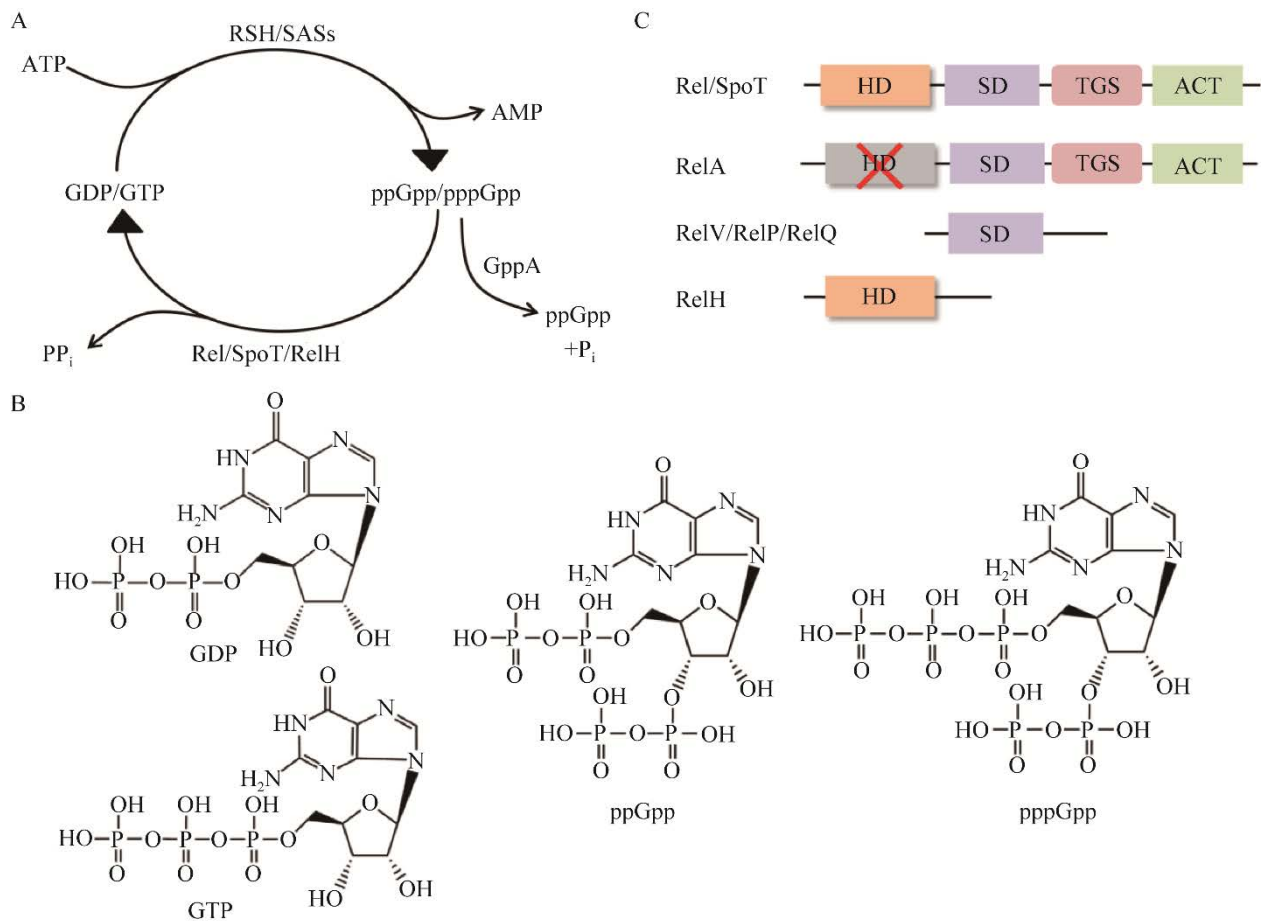 A
RSH/SASs
ATP
AMP
GDP/GTP
ppGpp/pppGpp
GppA
ppGpp
+Pi
PPi
Rel/SpoT/RelH
C
Rel/SpoT
HD
SD
TGS
ACT
RelA
HD
SD
TGS
ACT
RelV/RelP/RelQ
SD
RelH
HD
B
O
HN
N
H2N
N
N
OH
OH
O
HO
P
O
P
O
O
O
HO
OH
GDP
O
HN
N
H2N
N
N
OH
OH
OH
O
HO
P
O
P
O
P
O
O
O
O
HO
OH
GTP
O
HN
N
H2N
N
N
OH
OH
O
HO
P
O
P
O
O
O
O
OH
OH
OH
HO
P
O
P
OH
O
O
ppGpp
O
HN
N
H2N
N
N
OH
OH
OH
O
HO
P
O
P
O
P
O
O
O
O
O
OH
OH
OH
HO
P
O
P
OH
O
O
pppGpp